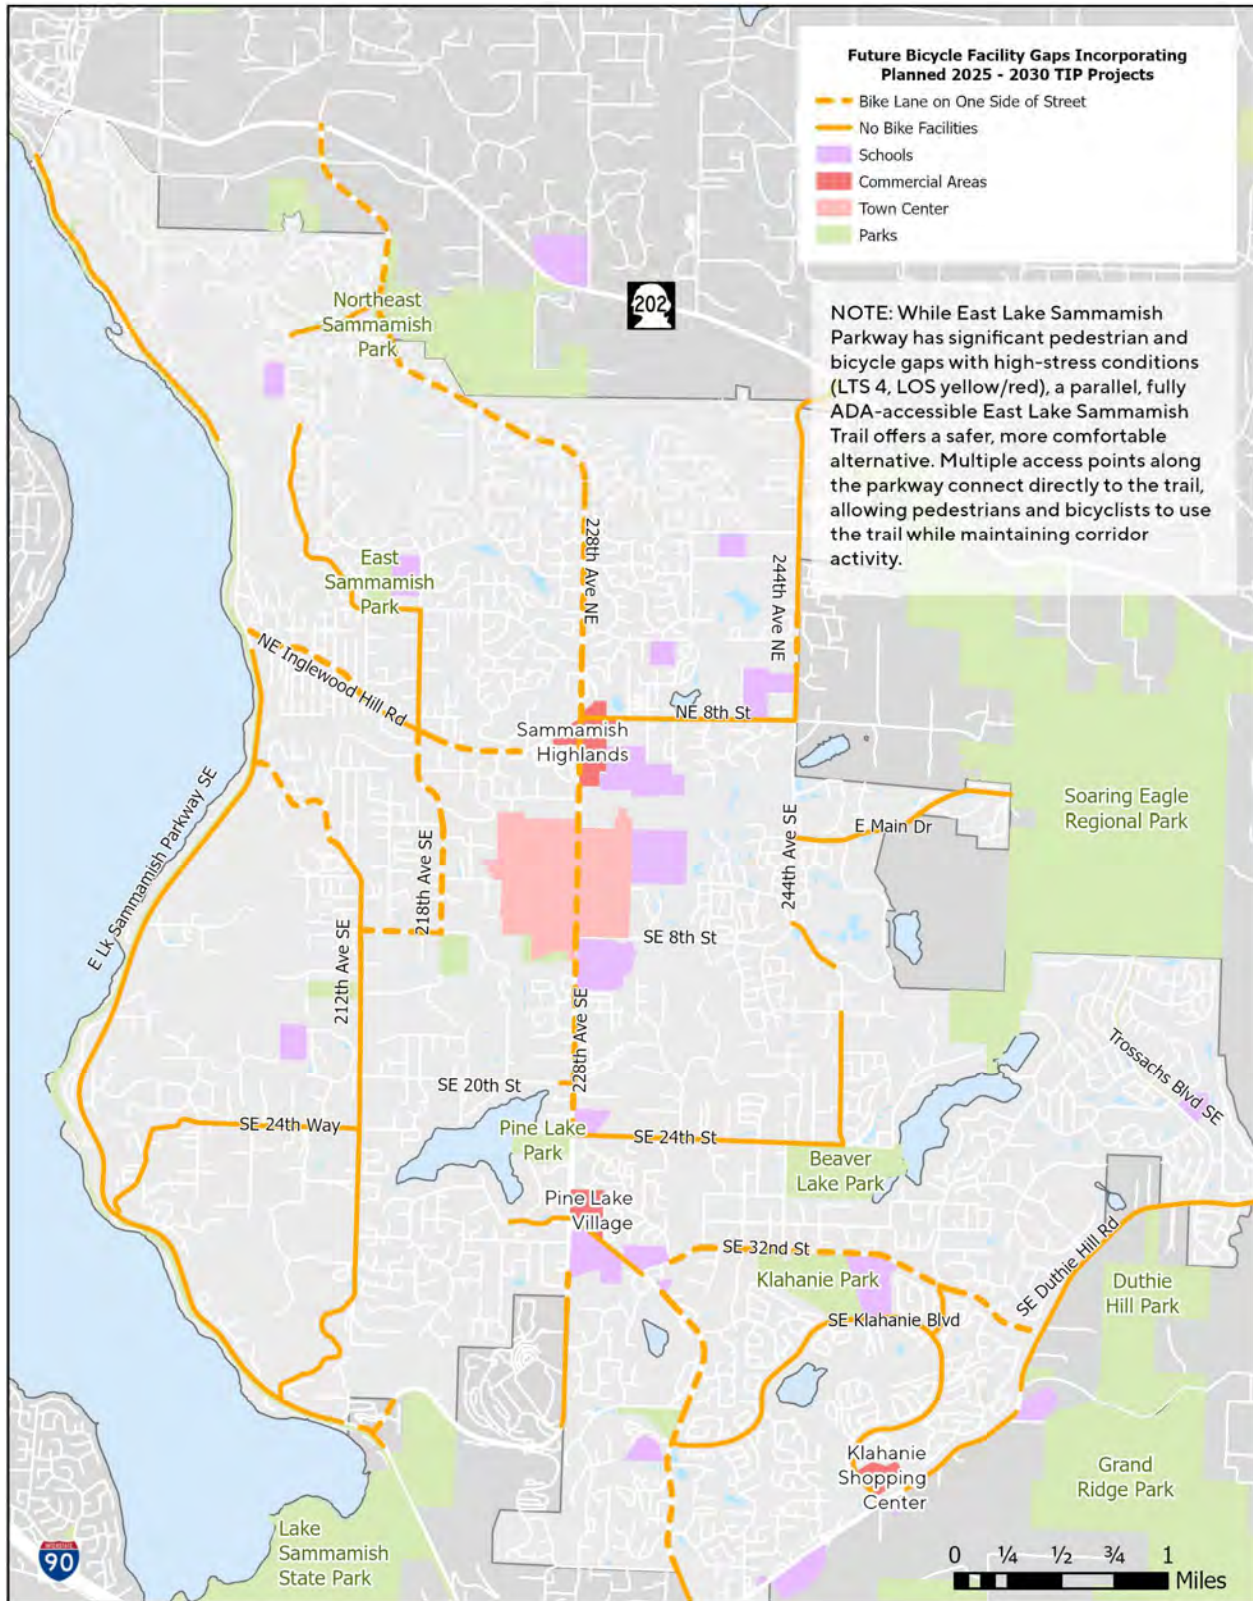 Future Bicycle Facility Gaps Incorporating
Planned 2025 - 2030 TIP Projects
Bike Lane on One Side of Street
No Bike Facilities
Schools
Commercial Areas
Town Center
Parks
NOTE: While East Lake Sammamish
Parkway has significant pedestrian and
bicycle gaps with high-stress conditions
(LTS 4, LOS yellow/red), a parallel, fully
ADA-accessible East Lake Sammamish
Trail offers a safer, more comfortable
alternative. Multiple access points along
the parkway connect directly to the trail,
allowing pedestrians and bicyclists to use
the trail while maintaining corridor
activity.
202
Northeast
Sammamish
Park
228th Ave NE
244th Ave NE
East
Sammamish
Park
NE Inglewood Hill Rd
NE 8th St
Sammamish
Highlands
E Lk Sammamish Parkway SE
218th Ave SE
244th Ave SE
E Main Dr
Soaring Eagle
Regional Park
212th Ave SE
SE 8th St
228th Ave SE
SE 20th St
Trossachs Blvd SE
SE 24th Way
Pine Lake
Park
SE 24th St
Beaver
Lake Park
Pine Lake
Village
SE 32nd St
Klahanie Park
SE Duthie Hill Rd
Duthie
Hill Park
SE Klahanie Blvd
Klahanie
Shopping
Center
Grand
Ridge Park
Lake
Sammamish
State Park
INTERSTATE
90
0 ¼ ½ ¾ 1
Miles